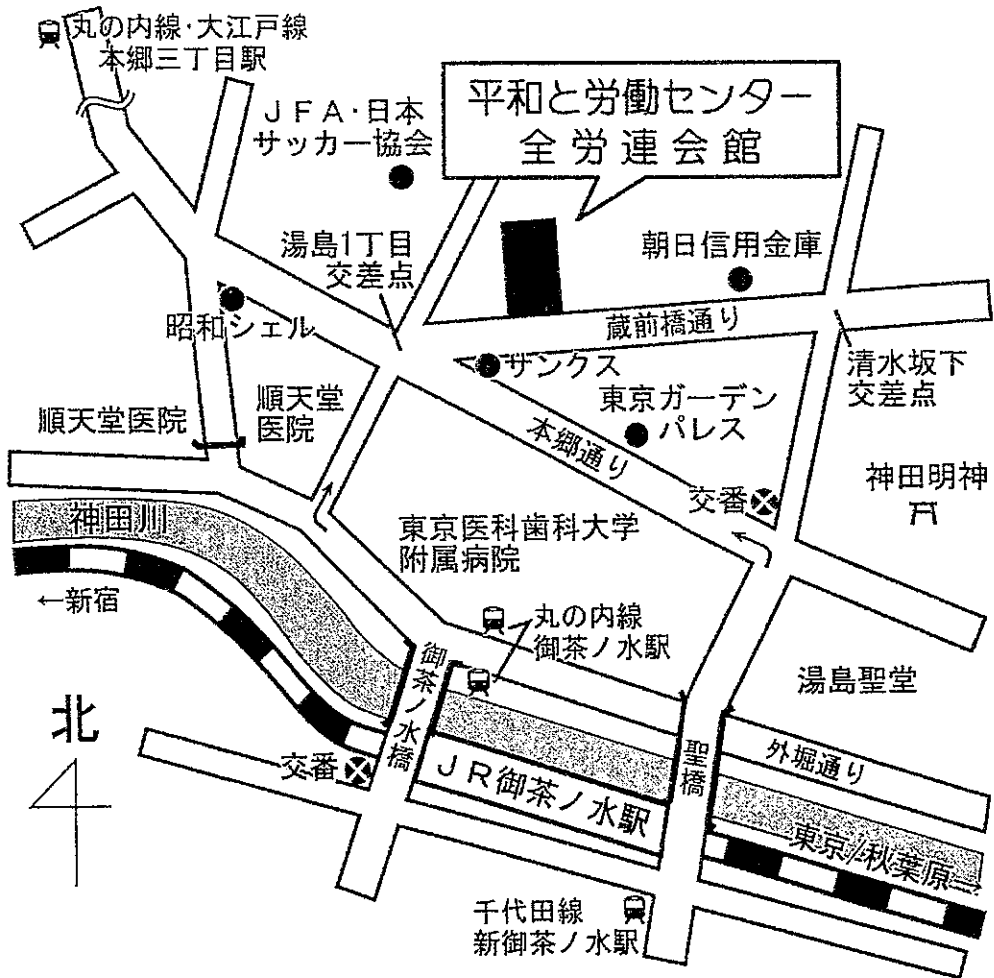 丸の内線・大江戸線
本郷三丁目駅
JFA・日本
サッカー協会
平和と労働センター
全労連会館
湯島1丁目
交差点
朝日信用金庫
昭和シェル
蔵前橋通り
サンクス
清水坂下
交差点
順天堂医院
順天堂
医院
東京ガーデン
パレス
本郷通り
神田明神
交番
神田川
東京医科歯科大学
附属病院
←新宿
丸の内線
御茶ノ水駅
御茶ノ水橋
湯島聖堂
北
聖橋
外堀通り
交番
JR御茶ノ水駅
東京/秋葉原→
千代田線
新御茶ノ水駅